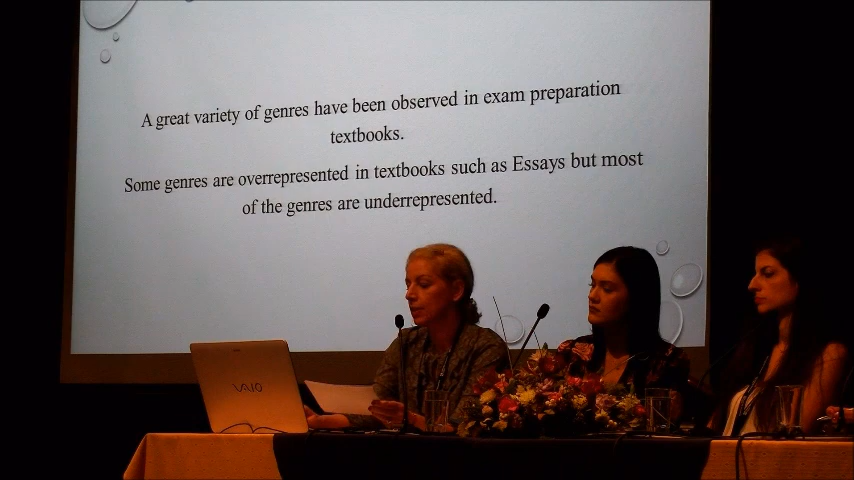 A great variety of genres have been observed in exam preparation
textbooks.
Some genres are overrepresented in textbooks such as Essays but most
of the genres are underrepresented.
VAIO